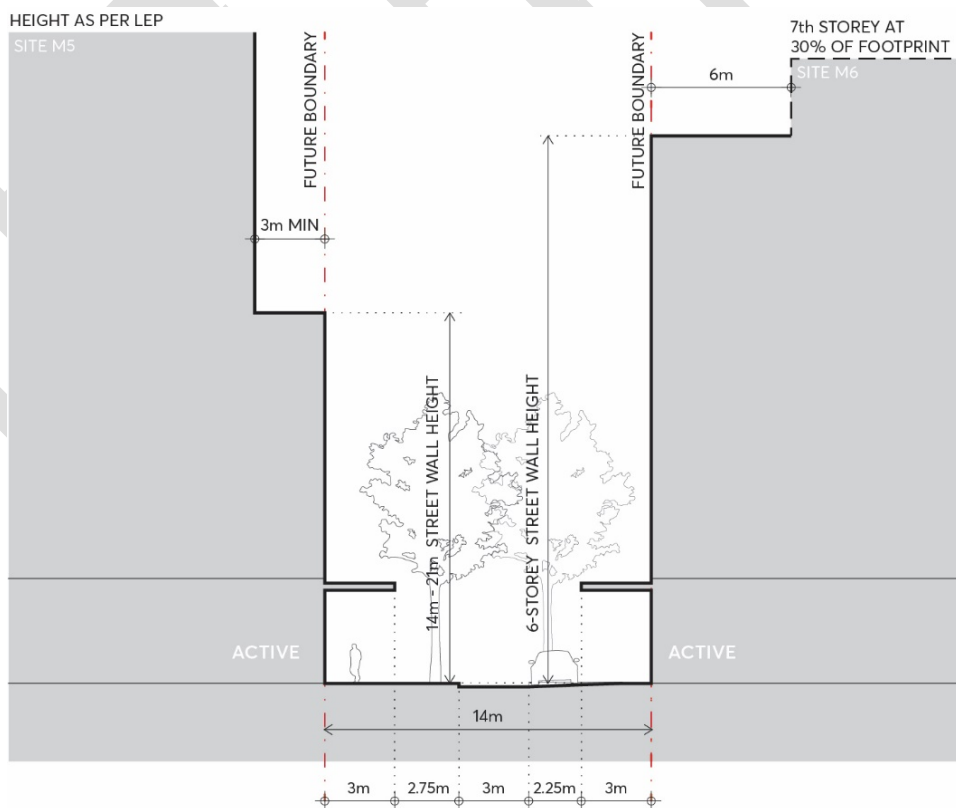 HEIGHT AS PER LEP
SITE M5
FUTURE BOUNDARY
3m MIN
FUTURE BOUNDARY
6m
7th STOREY AT
30% OF FOOTPRINT
SITE M6
14m - 21m STREET WALL HEIGHT
6-STOREY STREET WALL HEIGHT
ACTIVE
ACTIVE
14m
3m
2.75m
3m
2.25m
3m